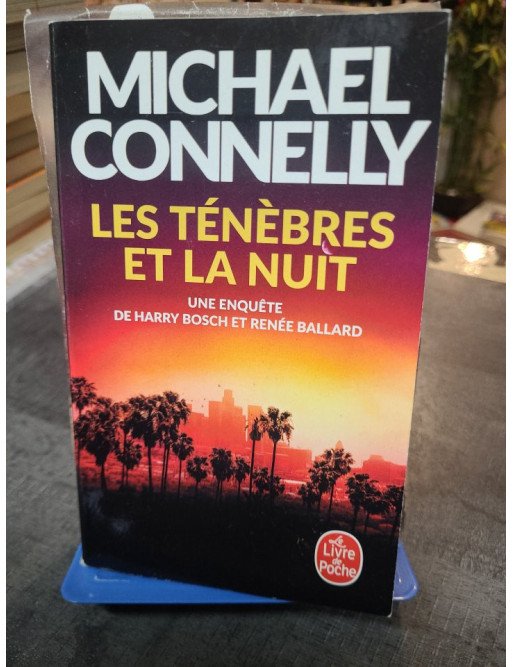 MICHAEL
CONNELLY
LES TÉNÈBRES
ET LA NUIT
UNE ENQUÊTE
DE HARRY BOSCH ET RENÉE BALLARD
Le
Livre
de
Poche